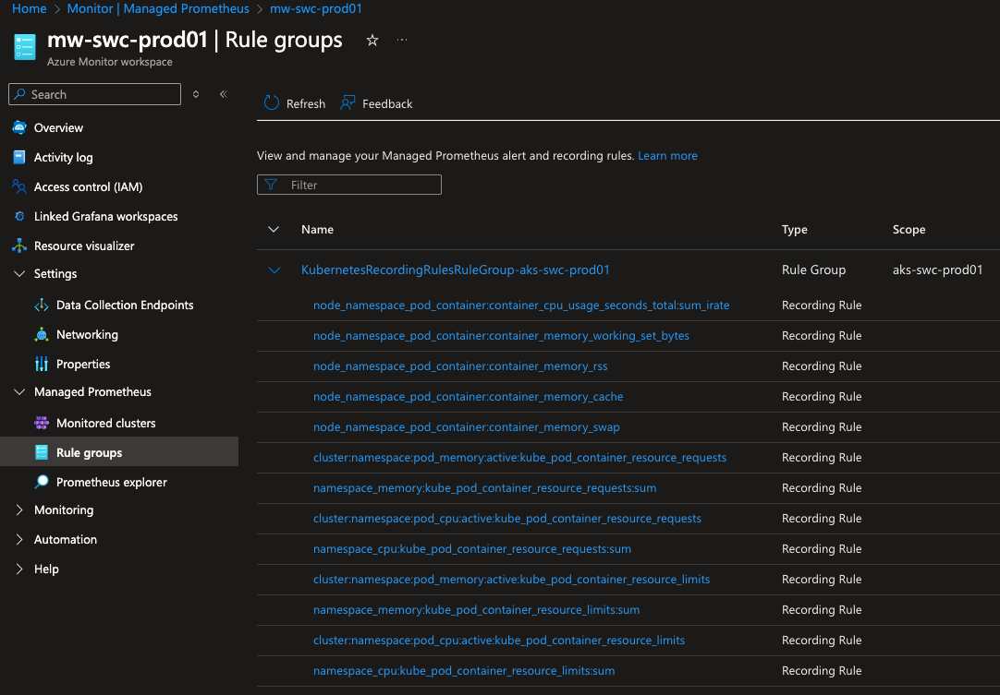 Home > Monitor | Managed Prometheus > mw-swc-prod01
mw-swc-prod01 | Rule groups
Azure Monitor workspace
Search
Overview
Activity log
Access control (IAM)
Linked Grafana workspaces
Resource visualizer
Settings
Data Collection Endpoints
Networking
Properties
Managed Prometheus
Monitored clusters
Rule groups
Prometheus explorer
Monitoring
Automation
Help
Refresh Feedback
View and manage your Managed Prometheus alert and recording rules. Learn more
Filter
Name Type Scope
KubernetesRecordingRulesRuleGroup-aks-swc-prod01 Rule Group aks-swc-prod01
node_namespace_pod_container:container_cpu_usage_seconds_total:sum_irate Recording Rule
node_namespace_pod_container:container_memory_working_set_bytes Recording Rule
node_namespace_pod_container:container_memory_rss Recording Rule
node_namespace_pod_container:container_memory_cache Recording Rule
node_namespace_pod_container:container_memory_swap Recording Rule
cluster:namespace:pod_memory:active:kube_pod_container_resource_requests Recording Rule
namespace_memory:kube_pod_container_resource_requests:sum Recording Rule
cluster:namespace:pod_cpu:active:kube_pod_container_resource_requests Recording Rule
namespace_cpu:kube_pod_container_resource_requests:sum Recording Rule
cluster:namespace:pod_memory:active:kube_pod_container_resource_limits Recording Rule
namespace_memory:kube_pod_container_resource_limits:sum Recording Rule
cluster:namespace:pod_cpu:active:kube_pod_container_resource_limits Recording Rule
namespace_cpu:kube_pod_container_resource_limits:sum Recording Rule